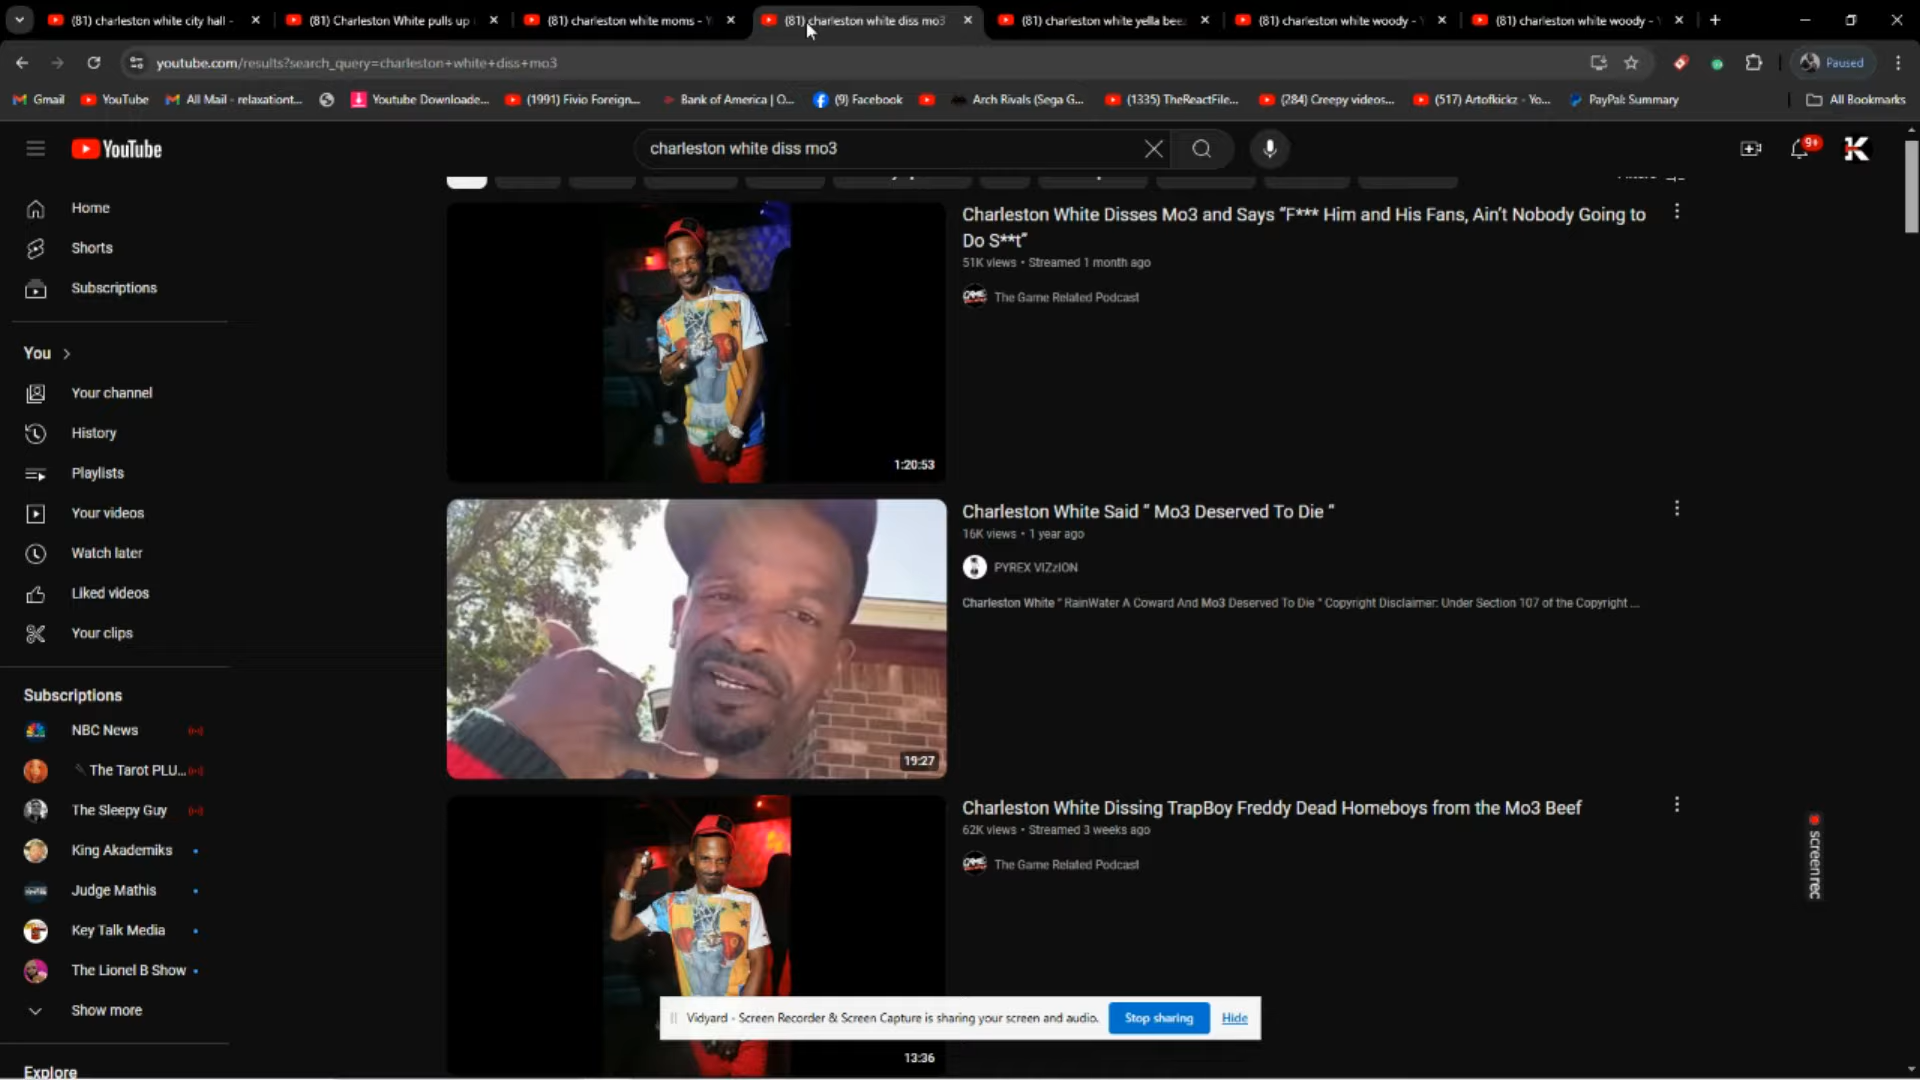 (81) charleston white city hall -
(81) Charleston White pulls up
(81) charleston white moms - Y
(81) charleston white diss mo3
(81) charleston white yella bee
(81) charleston white woody -
(81) charleston white woody -
youtube.com/results?search_query=charleston+white+diss+mo3
Paused
Gmail
YouTube
All Mail - relaxationt...
Youtube Downloade...
(1991) Fivio Foreign...
Bank of America | O...
(9) Facebook
Arch Rivals (Sega G...
(1335) TheReactFile...
(284) Creepy videos...
(517) Artofkickz - Yo...
PayPal: Summary
All Bookmarks
YouTube
charleston white diss mo3
9+
Home
Shorts
Subscriptions
You
Your channel
History
Playlists
Your videos
Watch later
Liked videos
Your clips
Subscriptions
NBC News
The Tarot PLU...
The Sleepy Guy
King Akademiks
Judge Mathis
Key Talk Media
The Lionel B Show
Show more
Explore
Charleston White Disses Mo3 and Says “F*** Him and His Fans, Ain’t Nobody Going to
Do S**t”
51K views • Streamed 1 month ago
The Game Related Podcast
1:20:53
Charleston White Said " Mo3 Deserved To Die "
16K views • 1 year ago
PYREX VIZzION
Charleston White " RainWater A Coward And Mo3 Deserved To Die " Copyright Disclaimer: Under Section 107 of the Copyright ...
19:27
Charleston White Dissing TrapBoy Freddy Dead Homeboys from the Mo3 Beef
62K views • Streamed 3 weeks ago
The Game Related Podcast
13:36
screenrec
Vidyard - Screen Recorder & Screen Capture is sharing your screen and audio.
Stop sharing
Hide